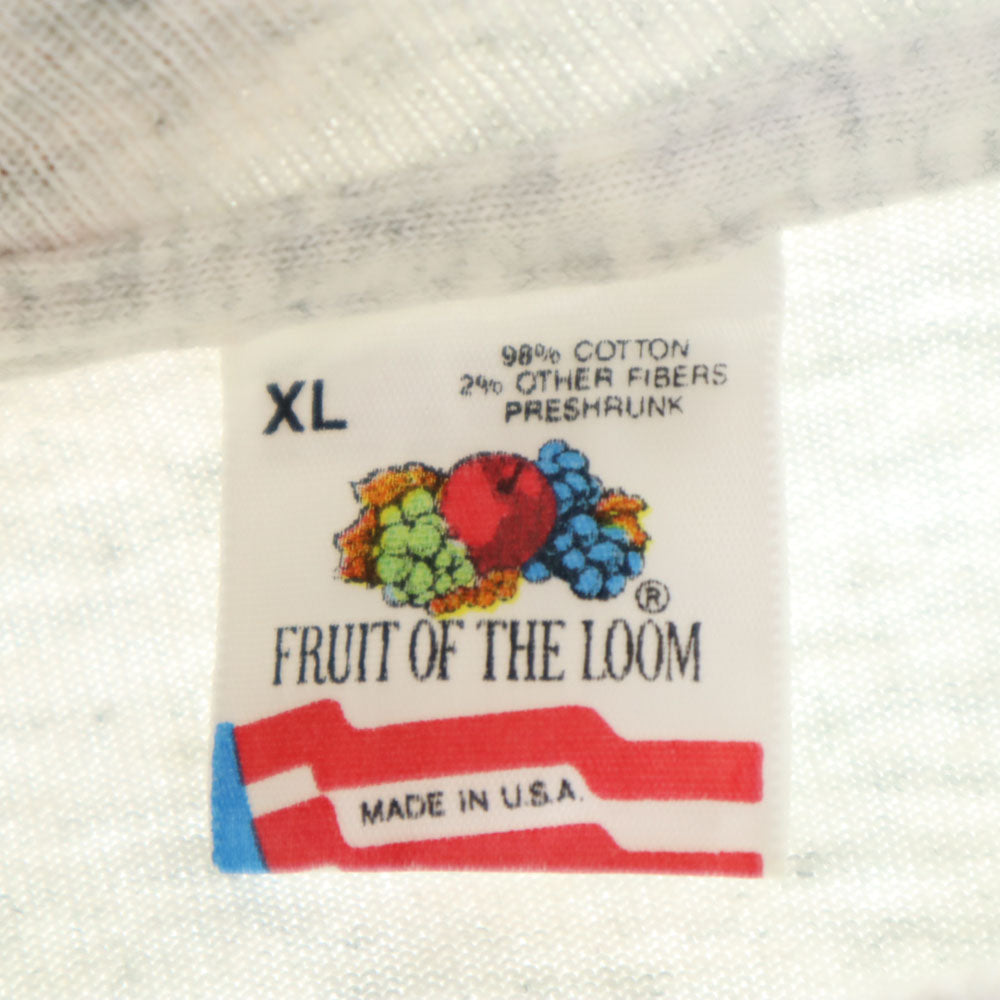 XL
98% COTTON
2% OTHER FIBERS
PRESHRUNK
®
FRUIT OF THE LOOM
MADE IN U.S.A.